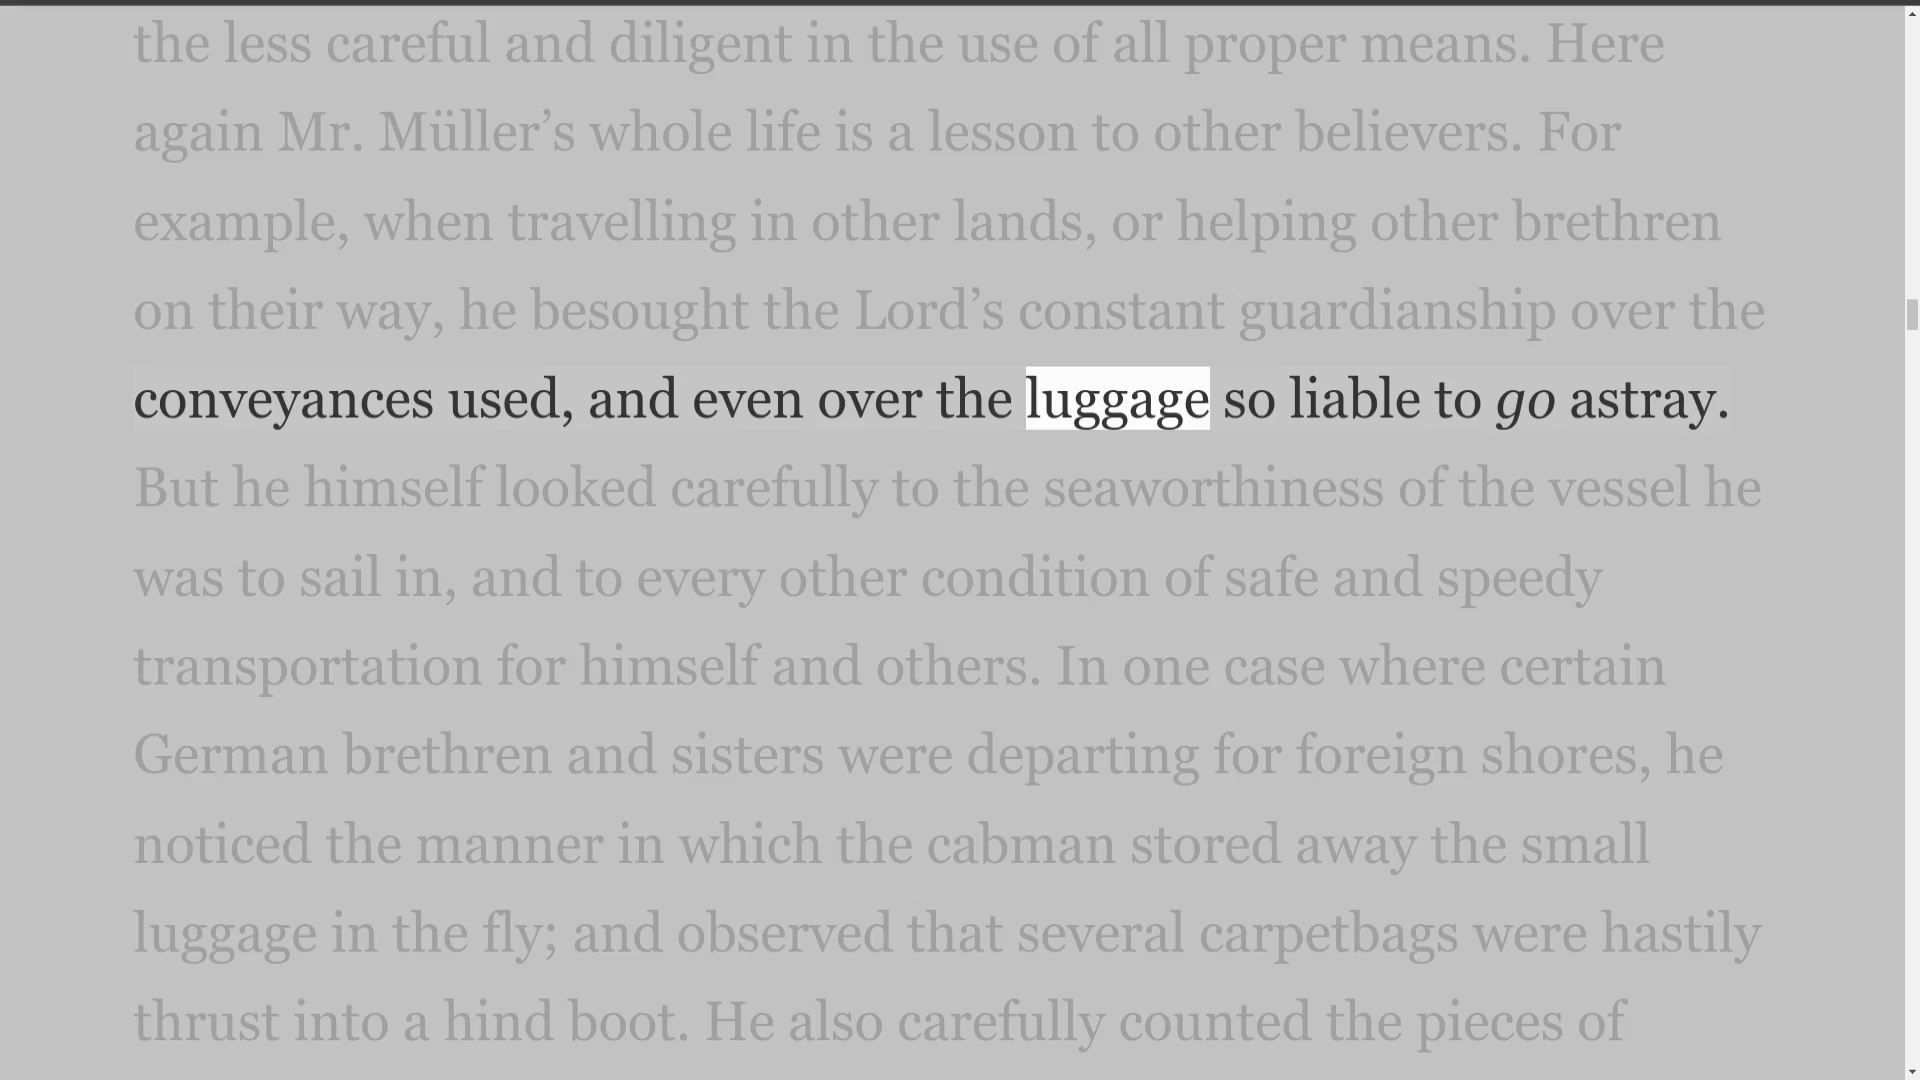 the less careful and diligent in the use of all proper means. Here
again Mr. Müller’s whole life is a lesson to other believers. For
example, when travelling in other lands, or helping other brethren
on their way, he besought the Lord’s constant guardianship over the
conveyances used, and even over the luggage so liable to go astray.
But he himself looked carefully to the seaworthiness of the vessel he
was to sail in, and to every other condition of safe and speedy
transportation for himself and others. In one case where certain
German brethren and sisters were departing for foreign shores, he
noticed the manner in which the cabman stored away the small
luggage in the fly; and observed that several carpetbags were hastily
thrust into a hind boot. He also carefully counted the pieces of